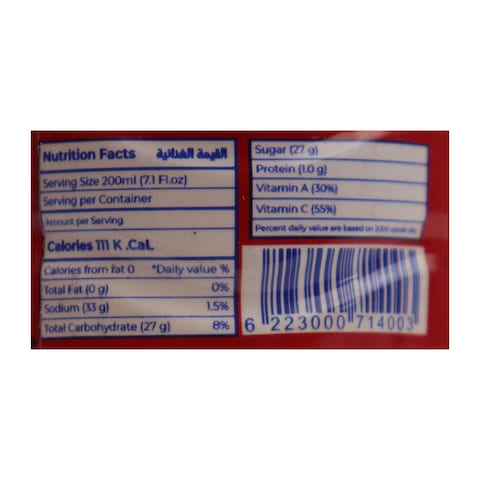 Nutrition Facts القيمة الغذائية
Serving Size 200ml (7.1 Fl.oz)
Serving per Container
Amount per Serving
Calories 111 K .CaL
Calories from fat 0 *Daily value %
Total Fat (0 g) 0%
Sodium (33 g) 1.5%
Total Carbohydrate (27 g) 8%
Sugar (27 g)
Protein (1.0 g)
Vitamin A (30%)
Vitamin C (55%)
Percent daily value are based on 2000
6 223000 714003